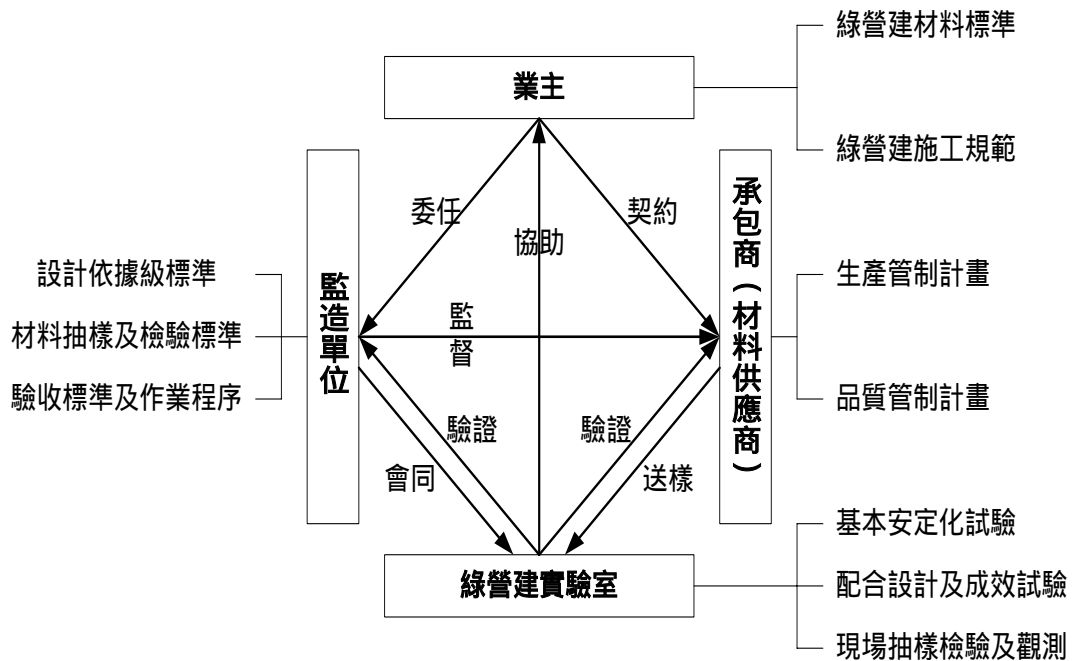 綠營建材料標準
業主
綠營建施工規範
委任
協助
契約
承包商（材料供應商）
監造單位
設計依據級標準
材料抽樣及檢驗標準
驗收標準及作業程序
監
督
生產管制計畫
品質管制計畫
驗證
驗證
會同
送樣
綠營建實驗室
基本安定化試驗
配合設計及成效試驗
現場抽樣檢驗及觀測